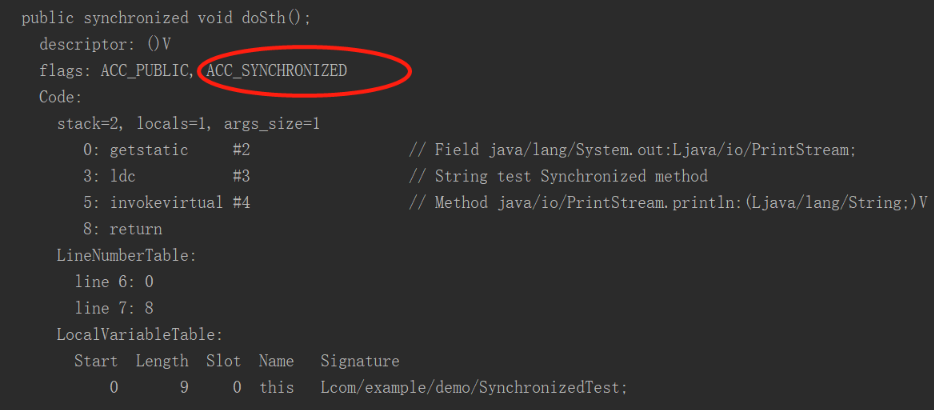 public synchronized void doSth();
descriptor: ()V
flags: ACC_PUBLIC, ACC_SYNCHRONIZED
Code:
stack=2, locals=1, args_size=1
0: getstatic #2 // Field java/lang/System.out:Ljava/io/PrintStream;
3: ldc #3 // String test Synchronized method
5: invokevirtual #4 // Method java/io/PrintStream.println:(Ljava/lang/String;)V
8: return
LineNumberTable:
line 6: 0
line 7: 8
LocalVariableTable:
Start Length Slot Name Signature
0 9 0 this Lcom/example/demo/SynchronizedTest;